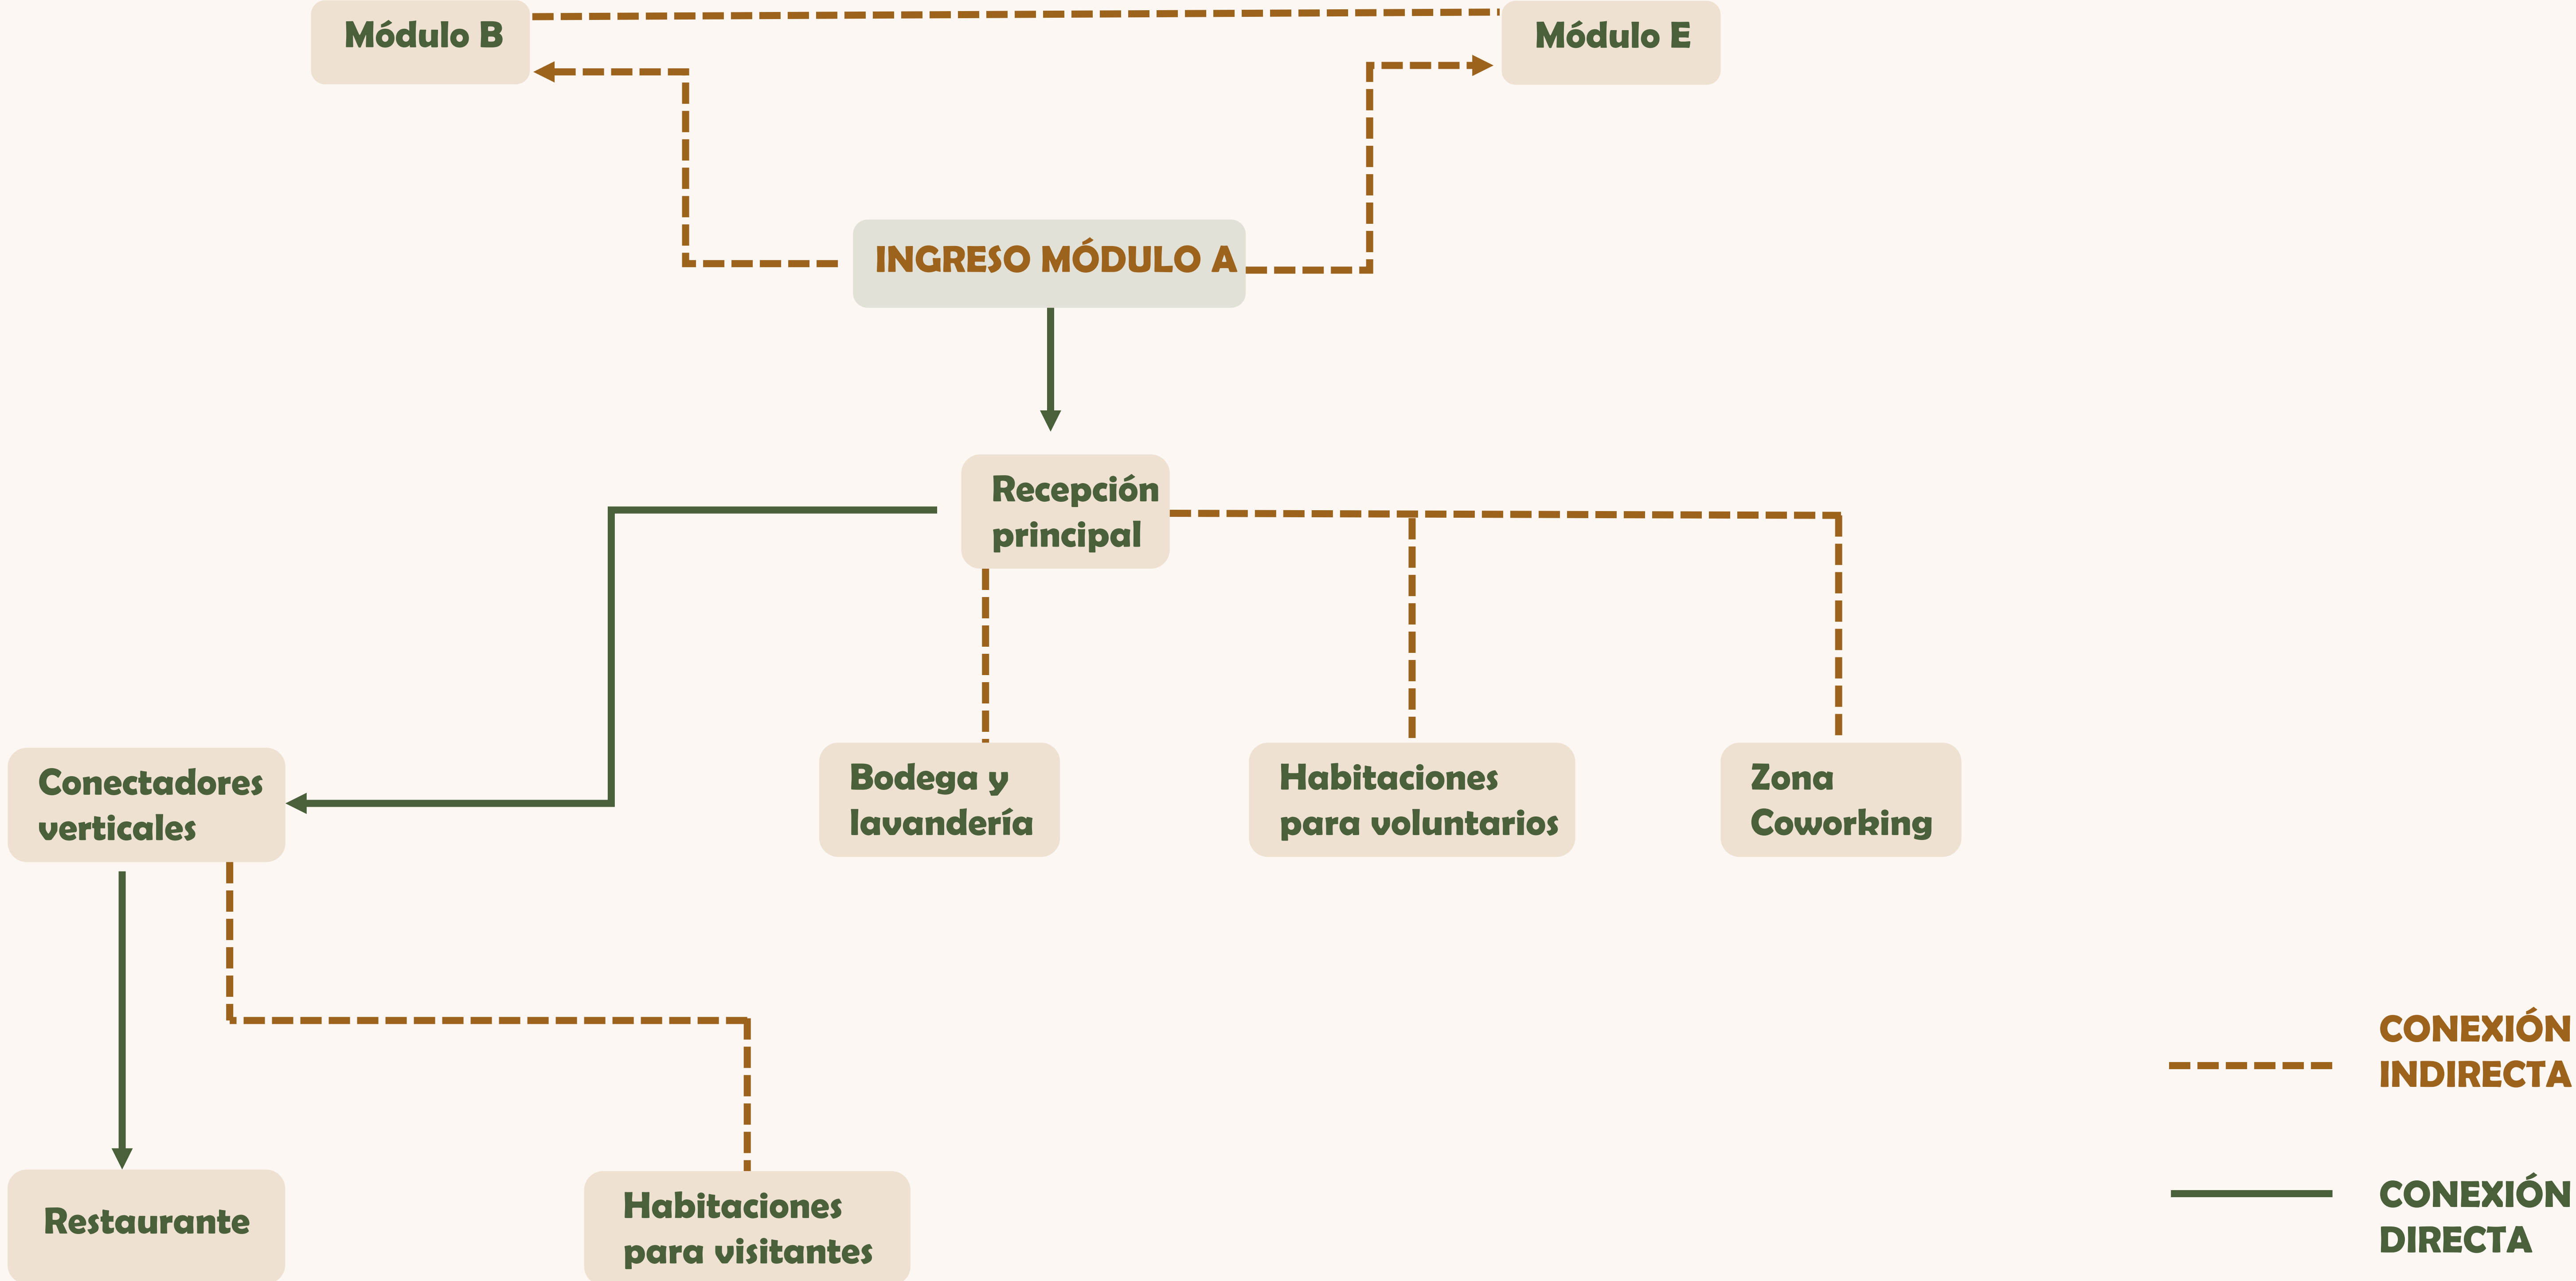 Módulo B
Módulo E
INGRESO MÓDULO A
Recepción
principal
Conectadores
verticales
Bodega y
lavandería
Habitaciones
para voluntarios
Zona
Coworking
Restaurante
Habitaciones
para visitantes
CONEXIÓN
INDIRECTA
CONEXIÓN
DIRECTA